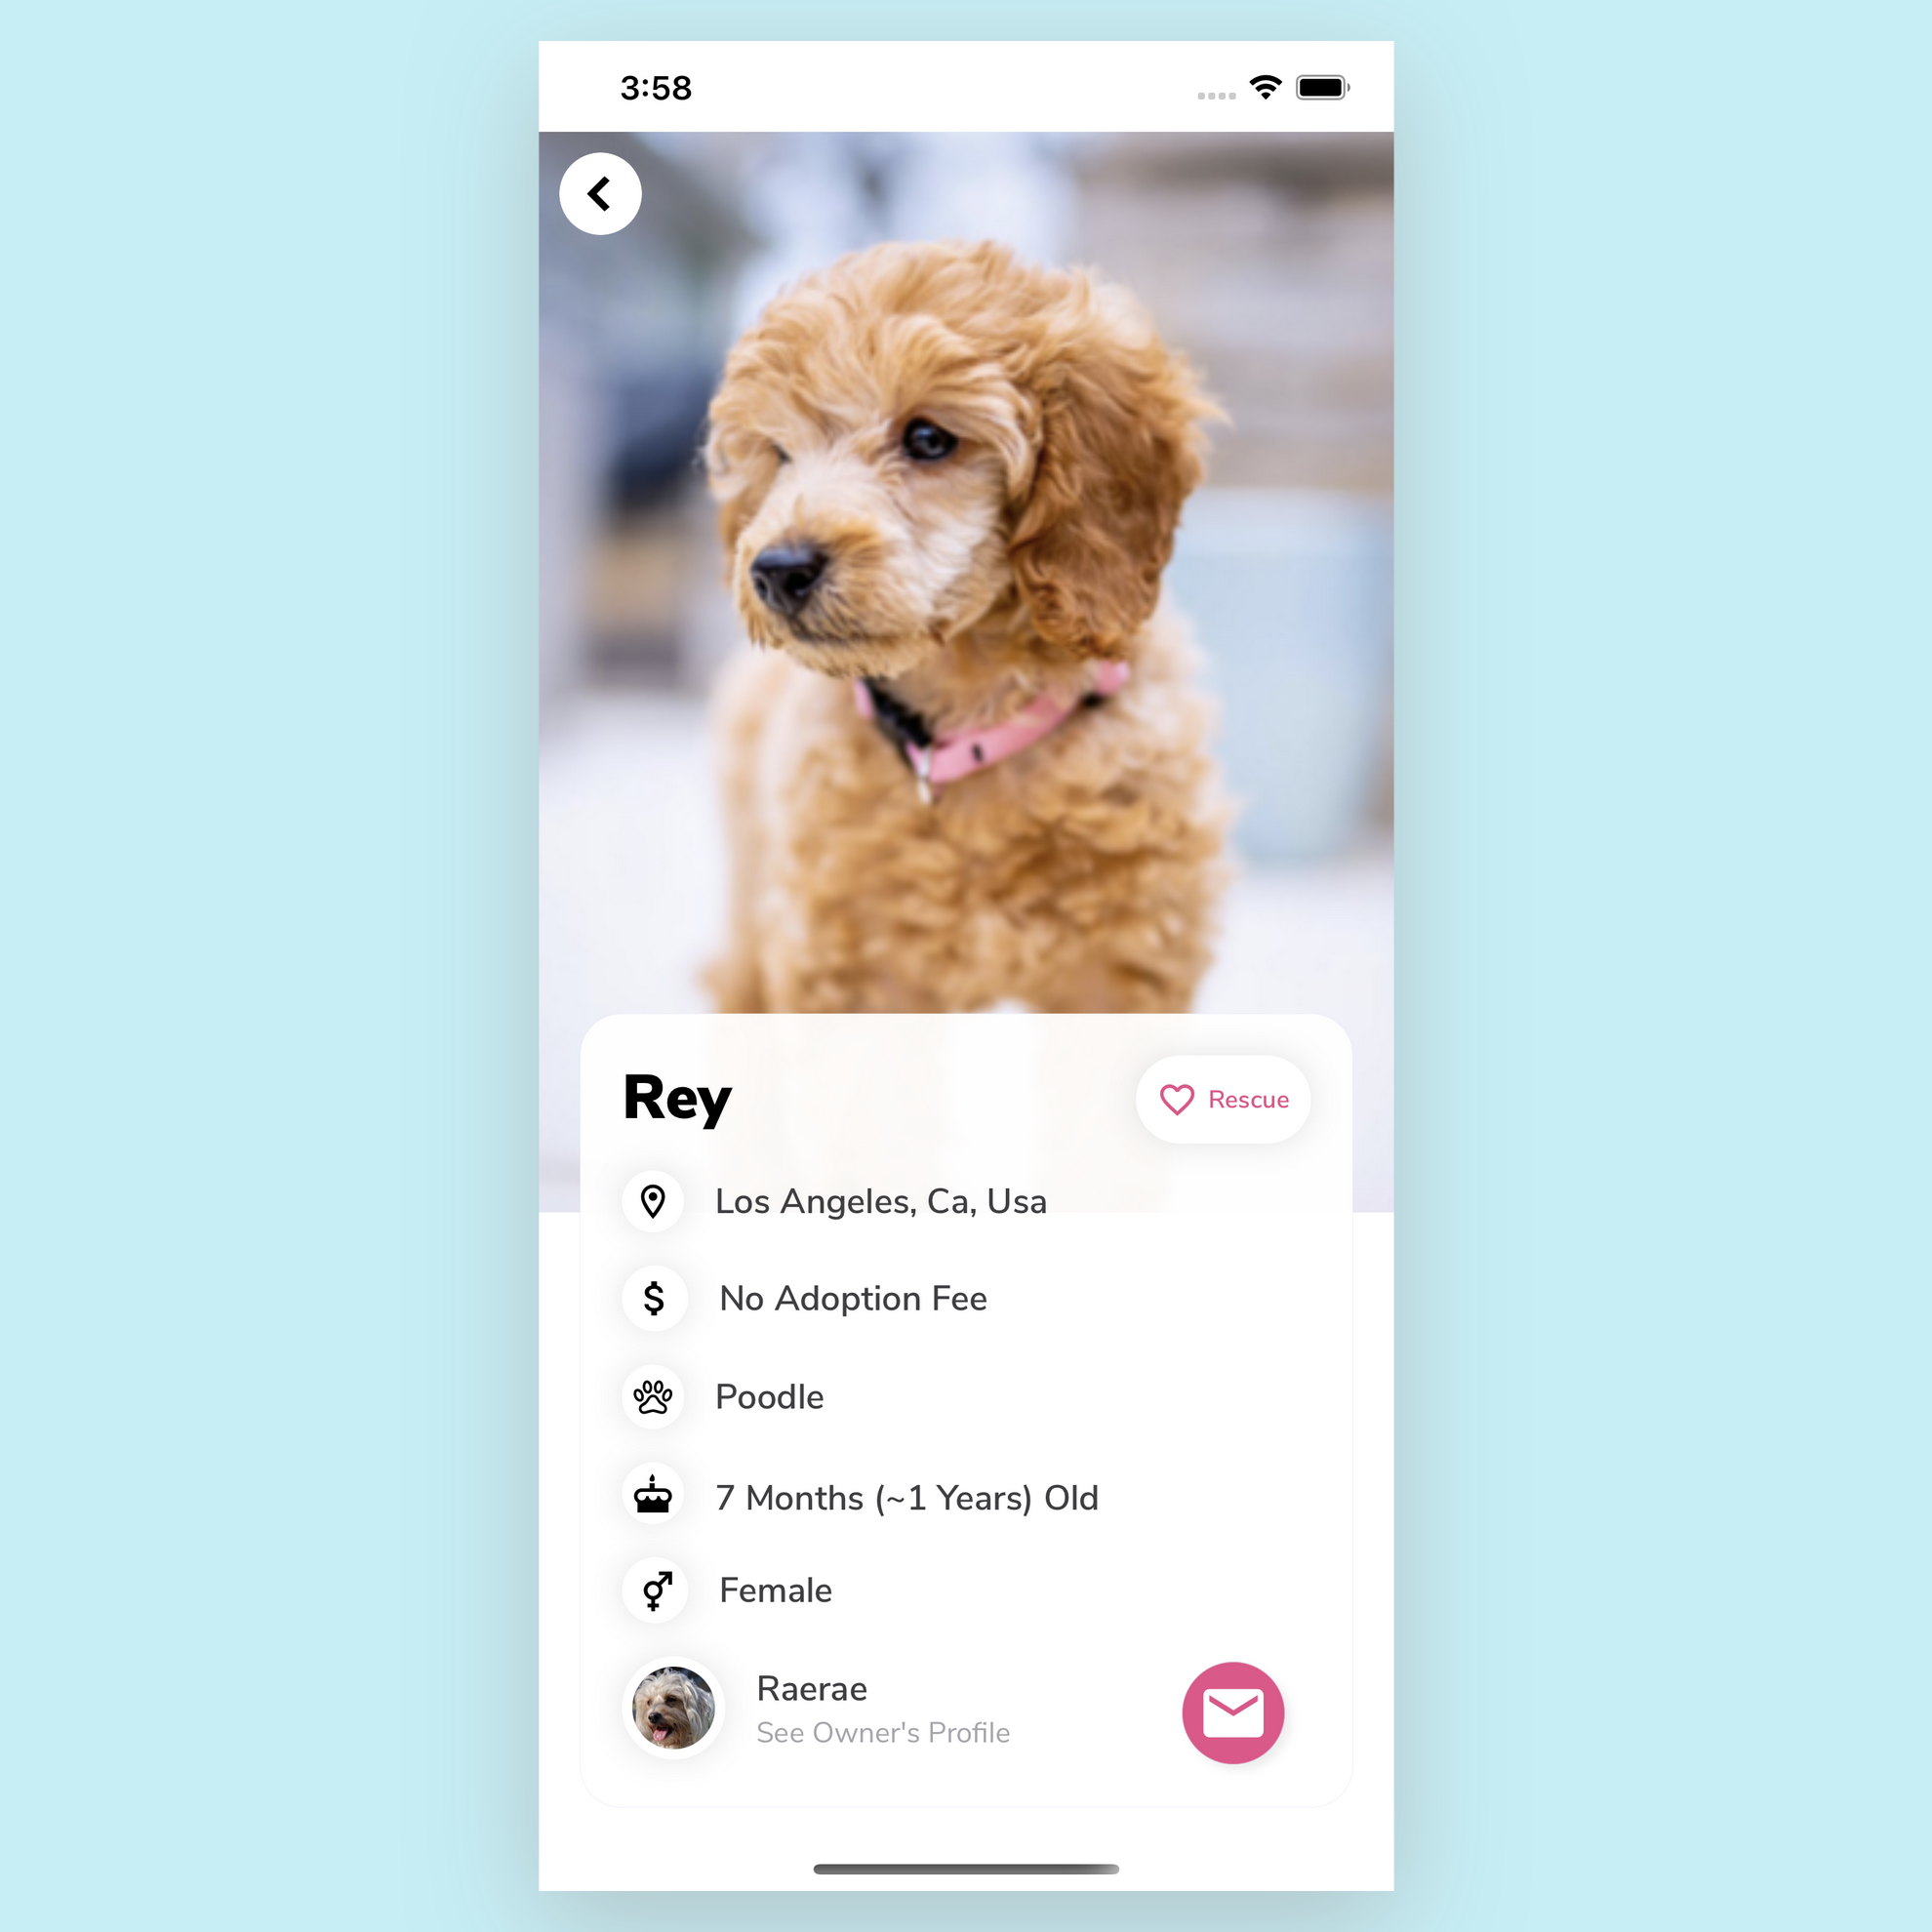 3:58
Rey
Rescue
Los Angeles, Ca, Usa
$ No Adoption Fee
Poodle
7 Months (~1 Years) Old
Female
Raerae
See Owner's Profile